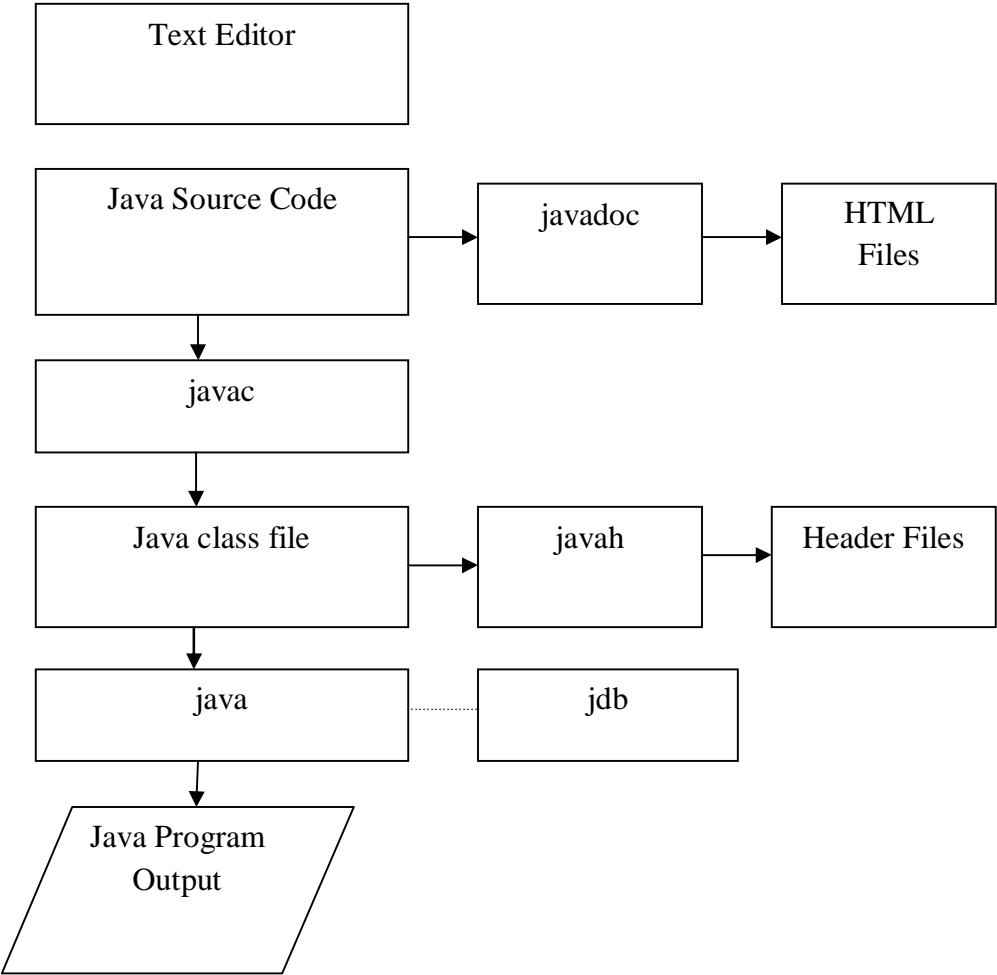 Text Editor
Java Source Code
javadoc
HTML
Files
javac
Java class file
javah
Header Files
java
jdb
Java Program
Output